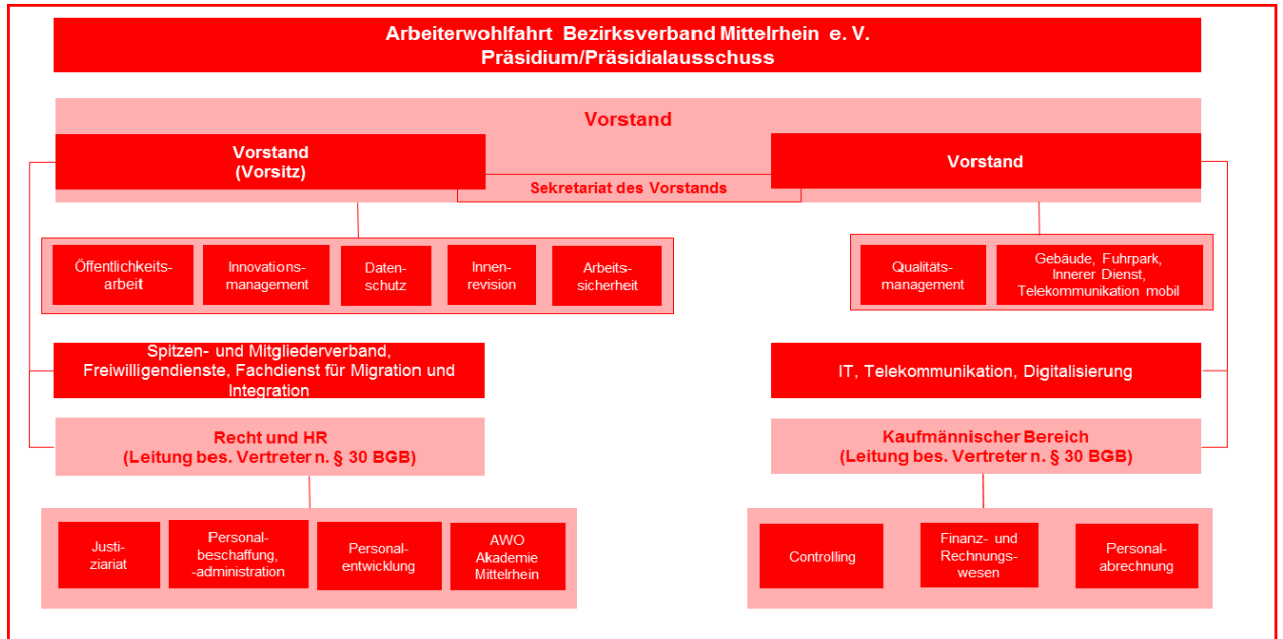 Arbeiterwohlfahrt Bezirksverband Mittelrhein e. V.
Präsidium/Präsidialausschuss
Vorstand
Vorstand
(Vorsitz)
Vorstand
Sekretariat des Vorstands
Öffentlichkeits-
arbeit
Innovations-
management
Daten-
schutz
Innen-
revision
Arbeits-
sicherheit
Qualitäts-
management
Gebäude, Fuhrpark,
Innerer Dienst,
Telekommunikation mobil
Spitzen- und Mitgliederverband,
Freiwilligendienste, Fachdienst für Migration und
Integration
IT, Telekommunikation, Digitalisierung
Recht und HR
(Leitung bes. Vertreter n. § 30 BGB)
Kaufmännischer Bereich
(Leitung bes. Vertreter n. § 30 BGB)
Justi-
ziariat
Personal-
beschaffung,
-administration
Personal-
entwicklung
AWO
Akademie
Mittelrhein
Controlling
Finanz- und
Rechnungs-
wesen
Personal-
abrechnung